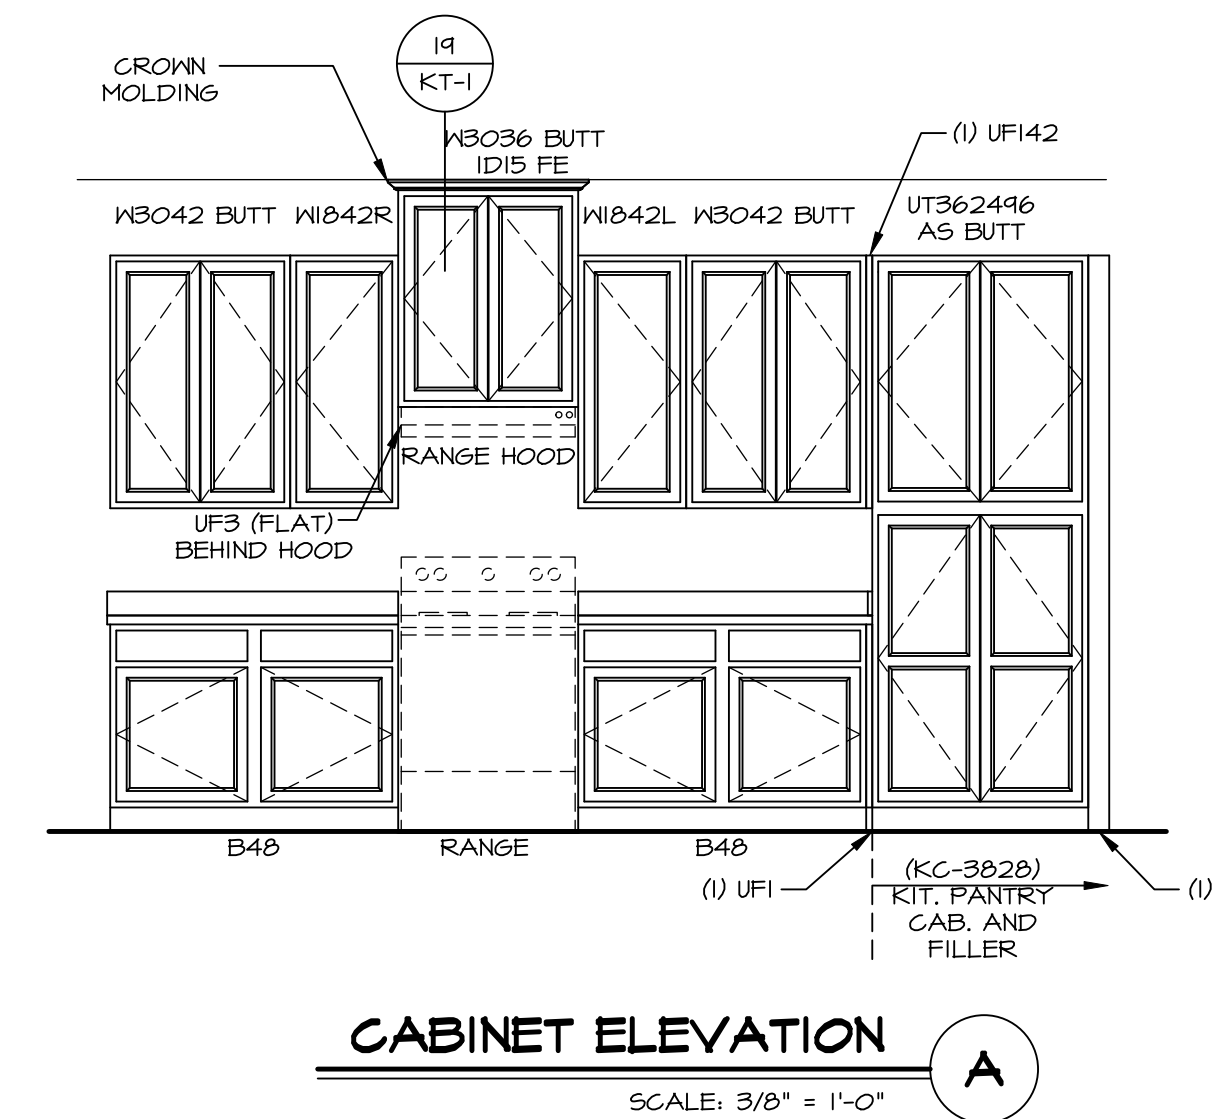 19
KT-1
CROWN
MOLDING
W3036 BUTT
1D15 FE
(1) UF142
W3042 BUTT
W1842R
W1842L
W3042 BUTT
UT362496
AS BUTT
RANGE HOOD
UF3 (FLAT)
BEHIND HOOD
B48
RANGE
B48
(1) UF1
(KC-3828)
KIT. PANTRY
CAB. AND
FILLER
(1)
CABINET ELEVATION
A
SCALE: 3/8" = 1'-0"